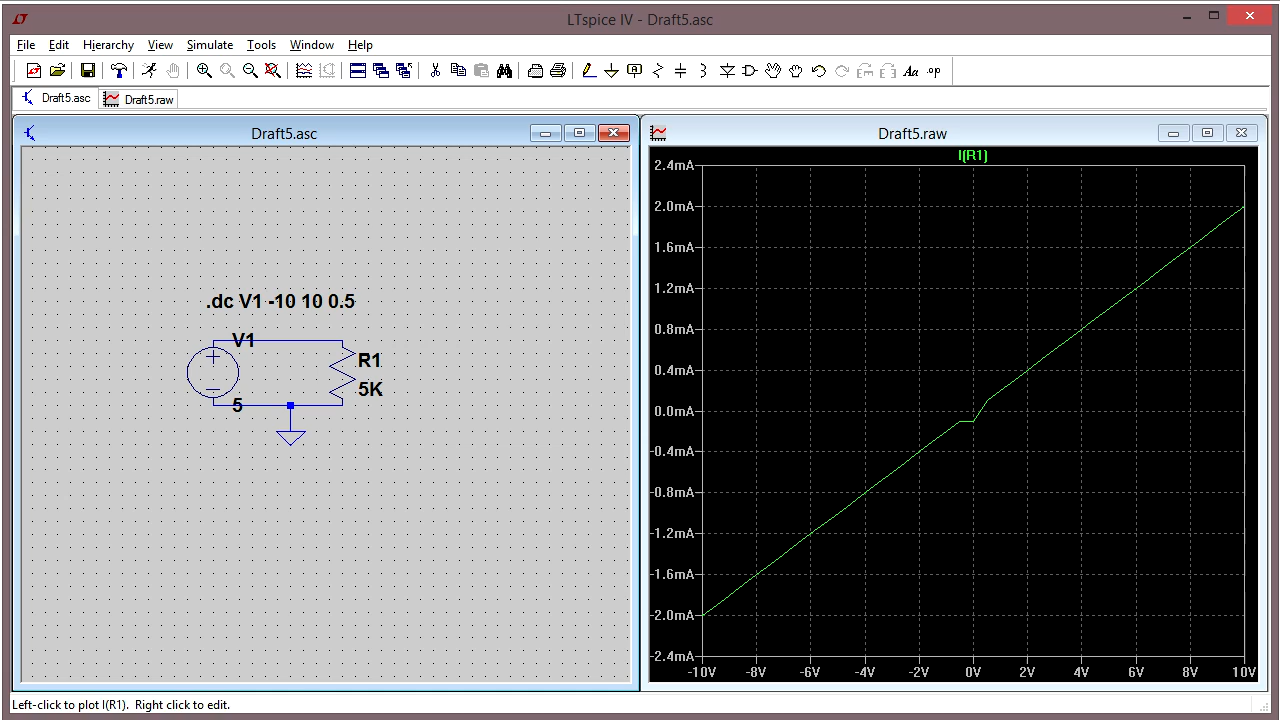 LTspice IV - Draft5.asc
File Edit Hierarchy View Simulate Tools Window Help
Aa .op
Draft5.asc Draft5.raw
Draft5.asc
.dc V1 -10 10 0.5
V1
R1
5K
5
Draft5.raw
I(R1)
2.4mA
2.0mA
1.6mA
1.2mA
0.8mA
0.4mA
0.0mA
-0.4mA
-0.8mA
-1.2mA
-1.6mA
-2.0mA
-2.4mA
-10V -8V -6V -4V -2V 0V 2V 4V 6V 8V 10V
Left-click to plot I(R1). Right click to edit.